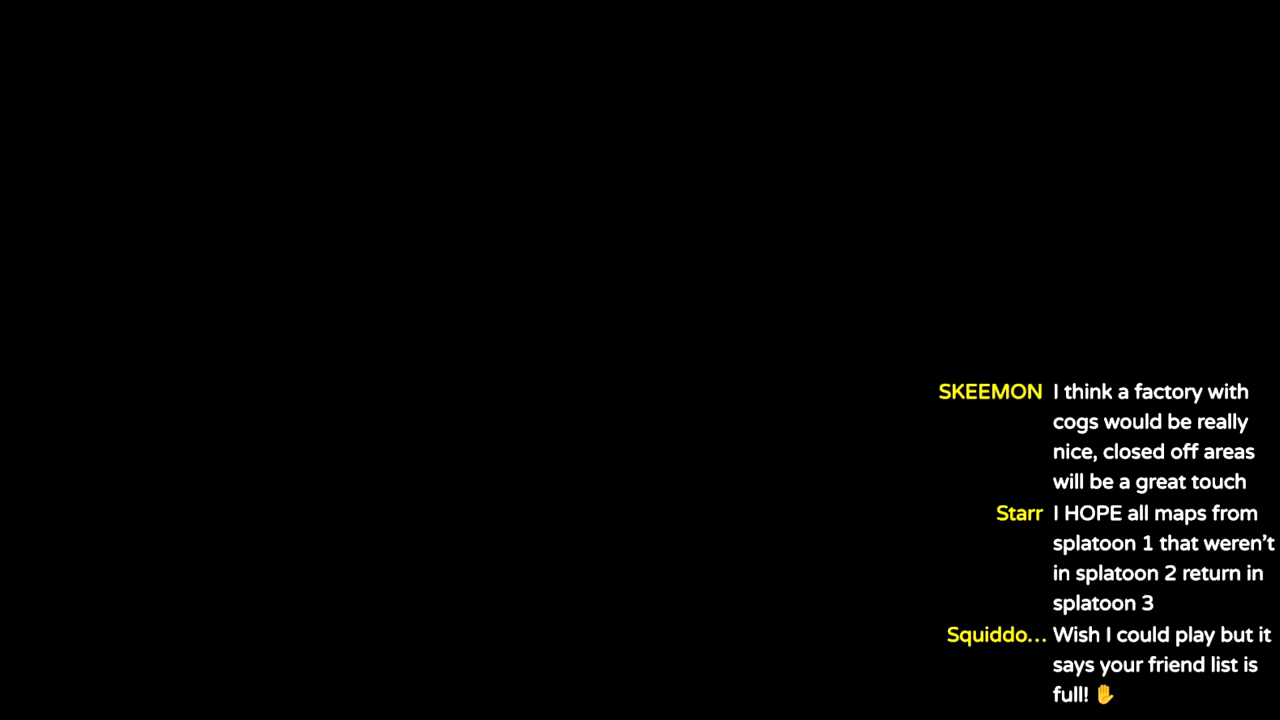 SKEEMON I think a factory with
cogs would be really
nice, closed off areas
will be a great touch
Starr I HOPE all maps from
splatoon 1 that weren't
in splatoon 2 return in
splatoon 3
Squiddo... Wish I could play but it
says your friend list is
full! ✋